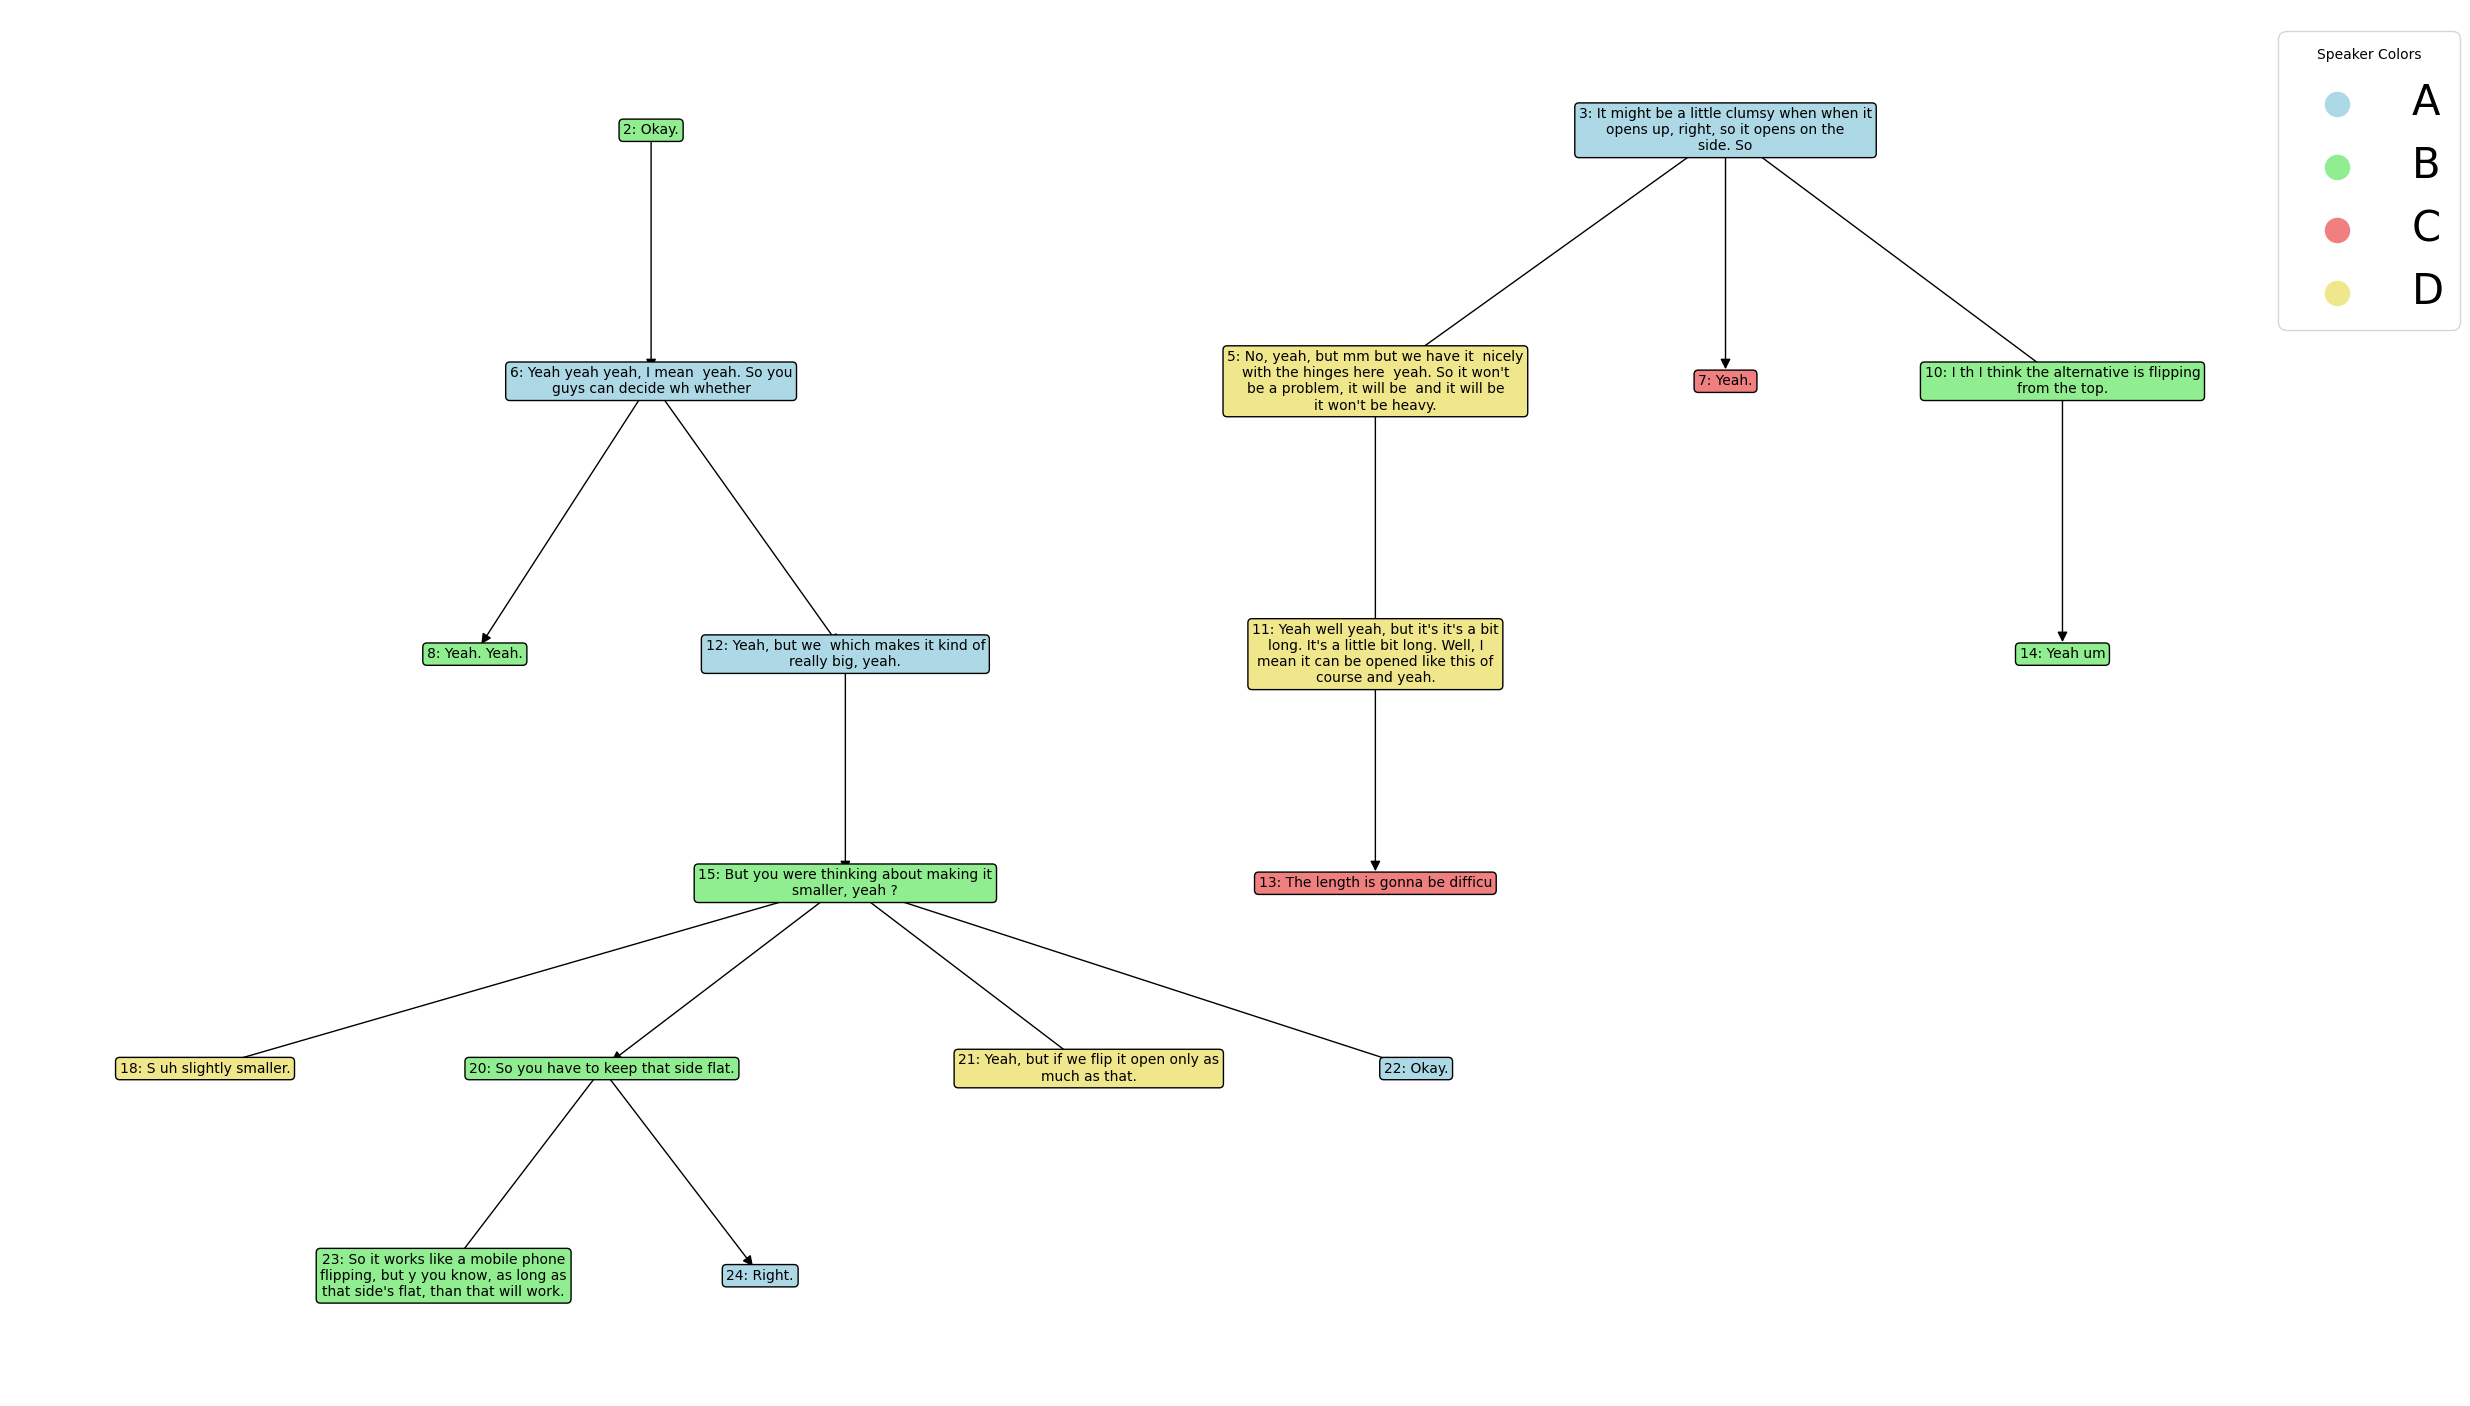 Speaker Colors
A
B
C
D
2: Okay.
3: It might be a little clumsy when when it
opens up, right, so it opens on the
side. So
6: Yeah yeah yeah, I mean  yeah. So you
guys can decide wh whether
5: No, yeah, but mm but we have it  nicely
with the hinges here  yeah. So it won't
be a problem, it will be  and it will be
it won't be heavy.
7: Yeah.
10: I th I think the alternative is flipping
from the top.
8: Yeah. Yeah.
12: Yeah, but we  which makes it kind of
really big, yeah.
11: Yeah well yeah, but it's it's a bit
long. It's a little bit long. Well, I
mean it can be opened like this of
course and yeah.
14: Yeah um
15: But you were thinking about making it
smaller, yeah ?
13: The length is gonna be difficu
18: S uh slightly smaller.
20: So you have to keep that side flat.
21: Yeah, but if we flip it open only as
much as that.
22: Okay.
23: So it works like a mobile phone
flipping, but y you know, as long as
that side's flat, than that will work.
24: Right.